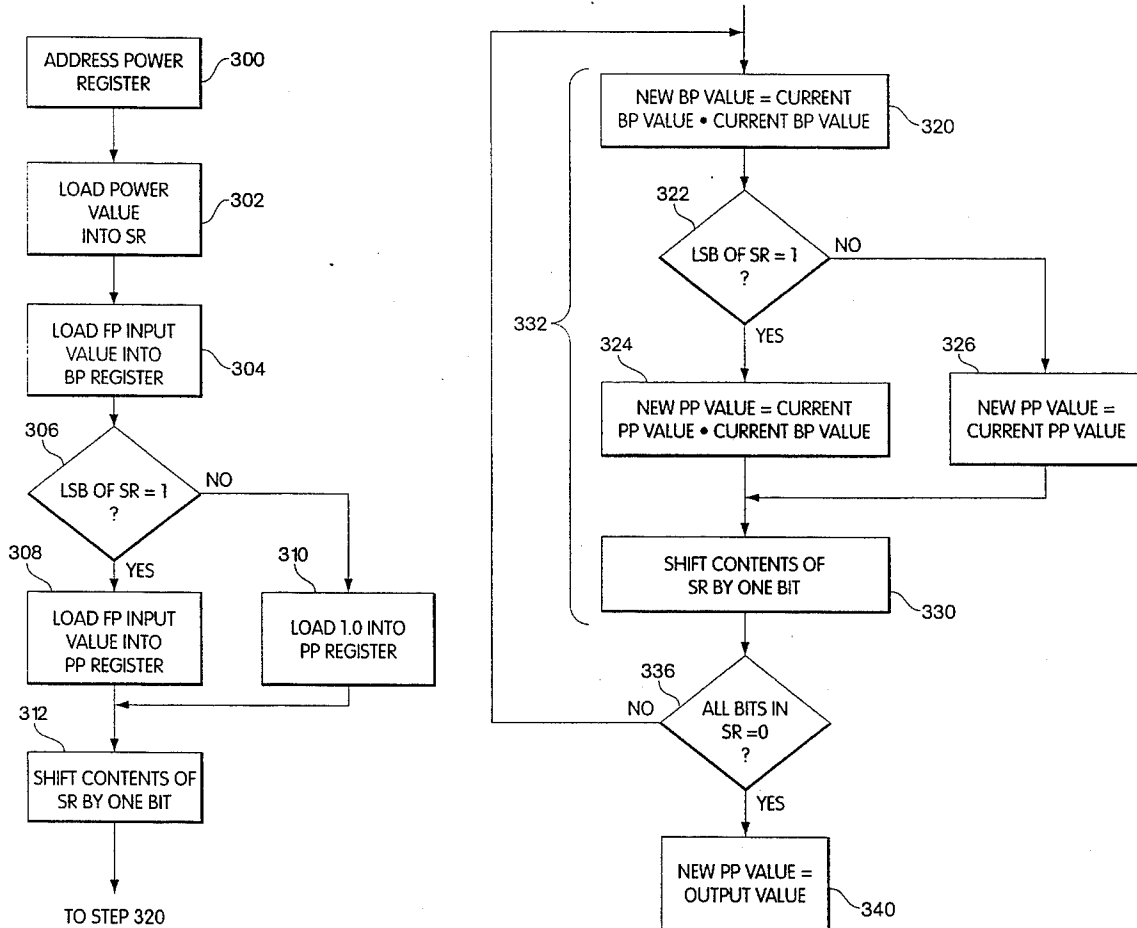 ADDRESS POWER
REGISTER
300
LOAD POWER
VALUE
INTO SR
302
LOAD FP INPUT
VALUE INTO
BP REGISTER
304
306
LSB OF SR = 1
?
NO
YES
308
LOAD FP INPUT
VALUE INTO
PP REGISTER
310
LOAD 1.0 INTO
PP REGISTER
312
SHIFT CONTENTS OF
SR BY ONE BIT
TO STEP 320
NEW BP VALUE = CURRENT
BP VALUE • CURRENT BP VALUE
320
322
LSB OF SR = 1
?
NO
YES
332
324
NEW PP VALUE = CURRENT
PP VALUE • CURRENT BP VALUE
326
NEW PP VALUE =
CURRENT PP VALUE
SHIFT CONTENTS OF
SR BY ONE BIT
330
336
NO
ALL BITS IN
SR =0
?
YES
NEW PP VALUE =
OUTPUT VALUE
340